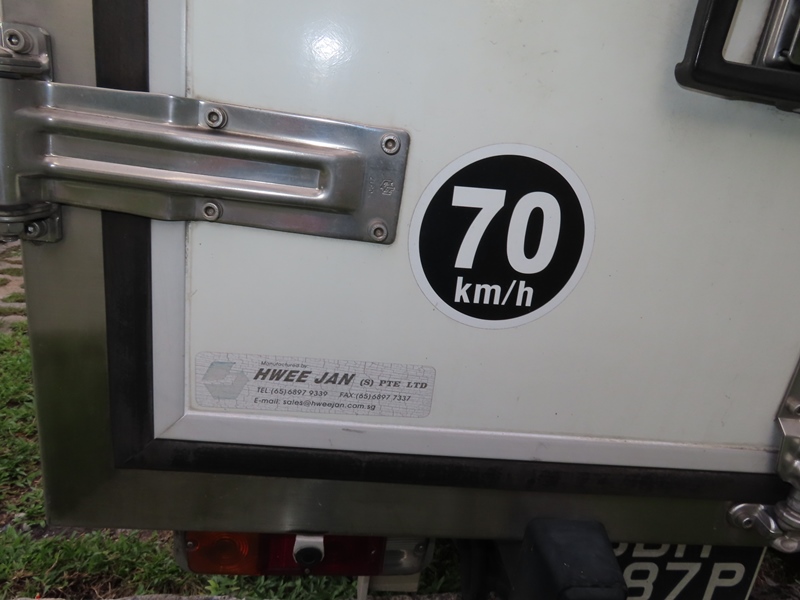 70
km/h
Manufactured by
HWEE JAN (S) PTE LTD
TEL (65)6897 9339 FAX (65)6897 7337
E-mail: sales@hweejan.com.sg
87P